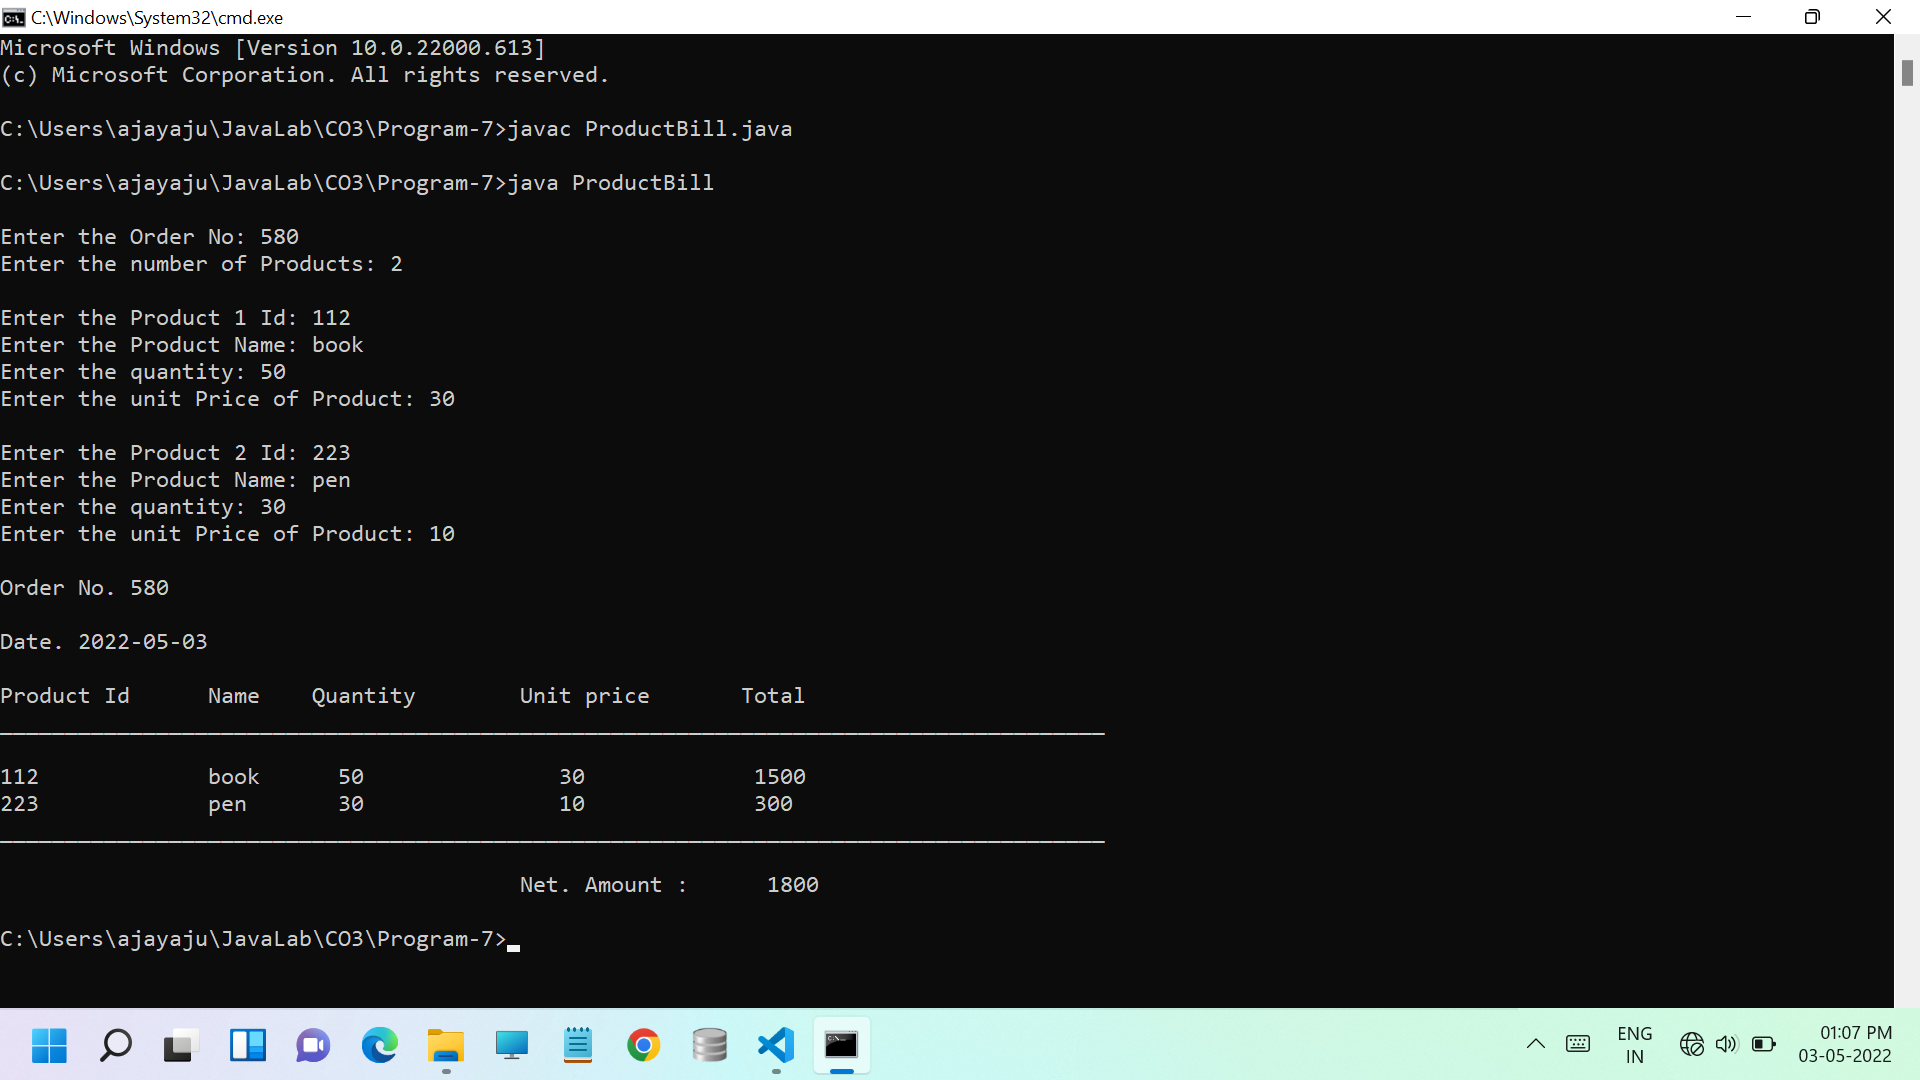 C:\Windows\System32\cmd.exe
Microsoft Windows [Version 10.0.22000.613]
(c) Microsoft Corporation. All rights reserved.
C:\Users\ajayaju\JavaLab\CO3\Program-7>javac ProductBill.java
C:\Users\ajayaju\JavaLab\CO3\Program-7>java ProductBill
Enter the Order No: 580
Enter the number of Products: 2
Enter the Product 1 Id: 112
Enter the Product Name: book
Enter the quantity: 50
Enter the unit Price of Product: 30
Enter the Product 2 Id: 223
Enter the Product Name: pen
Enter the quantity: 30
Enter the unit Price of Product: 10
Order No. 580
Date. 2022-05-03
Product Id Name Quantity Unit price Total
112 book 50 30 1500
223 pen 30 10 300
Net. Amount : 1800
C:\Users\ajayaju\JavaLab\CO3\Program-7>
ENG
IN
01:07 PM
03-05-2022